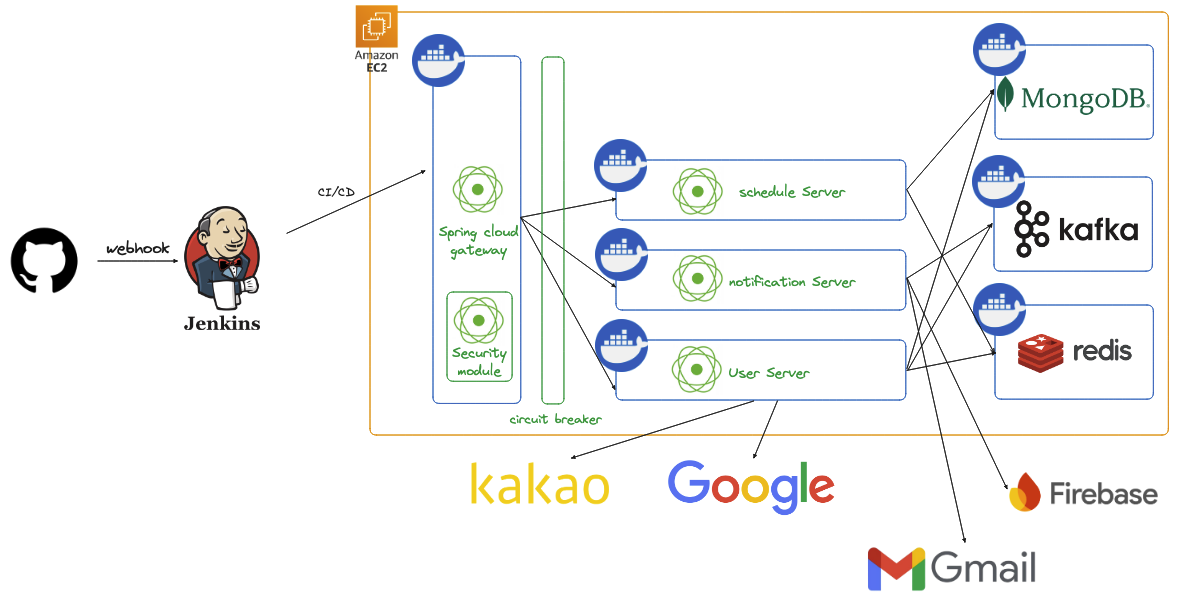 Amazon
EC2
MongoDB®
CI/CD
schedule Server
Spring cloud
gateway
kafka
webhook
notification Server
Jenkins
Security
module
User Server
redis
circuit breaker
kakao
Google
Firebase
Gmail